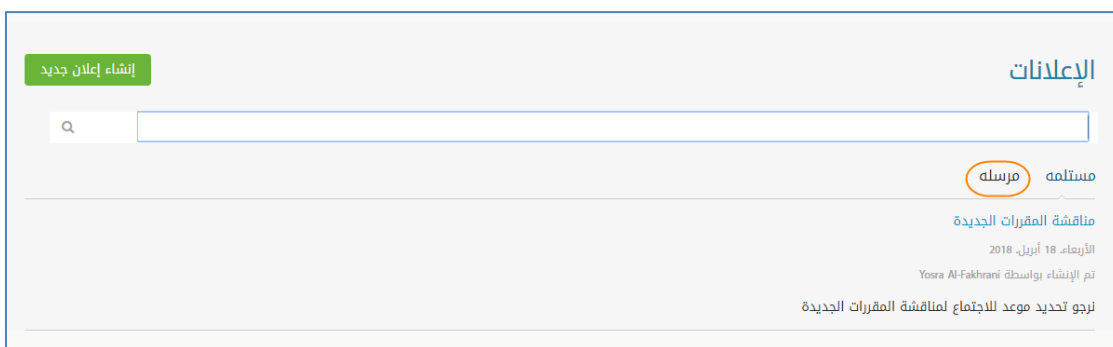 الإعلانات
إنشاء إعلان جديد
مستلمه مرسله
مناقشة المقررات الجديدة
الأربعاء، 18 أبريل، 2018
تم الإنشاء بواسطة Yosra Al-Fakhrani
نرجو تحديد موعد للاجتماع لمناقشة المقررات الجديدة